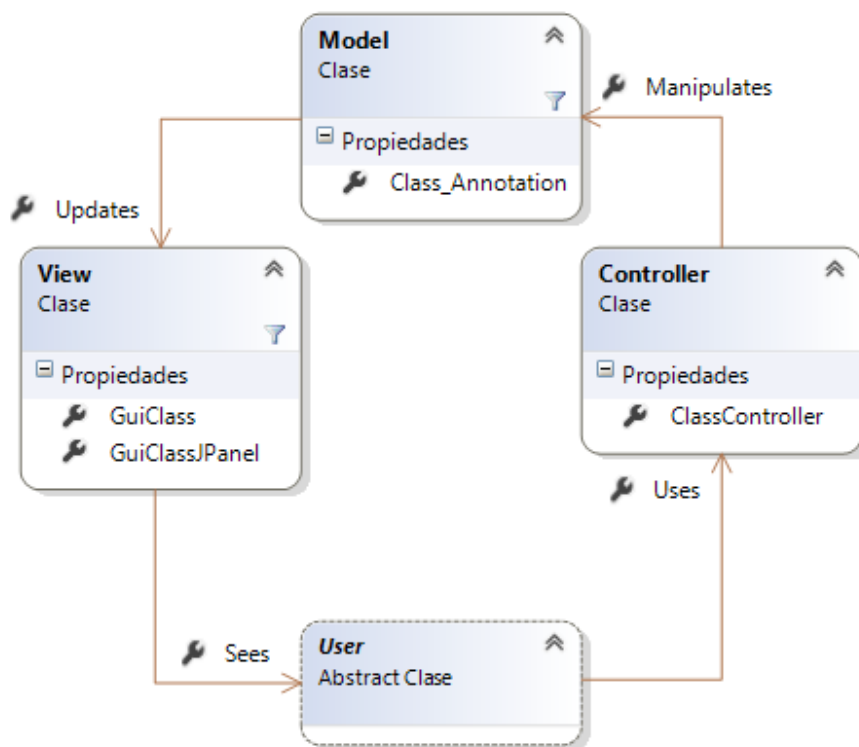 Model
Clase
Manipulates
Propiedades
Class_Annotation
Updates
View
Clase
Propiedades
GuiClass
GuiClassJPanel
Controller
Clase
Propiedades
ClassController
Uses
Sees
User
Abstract Clase